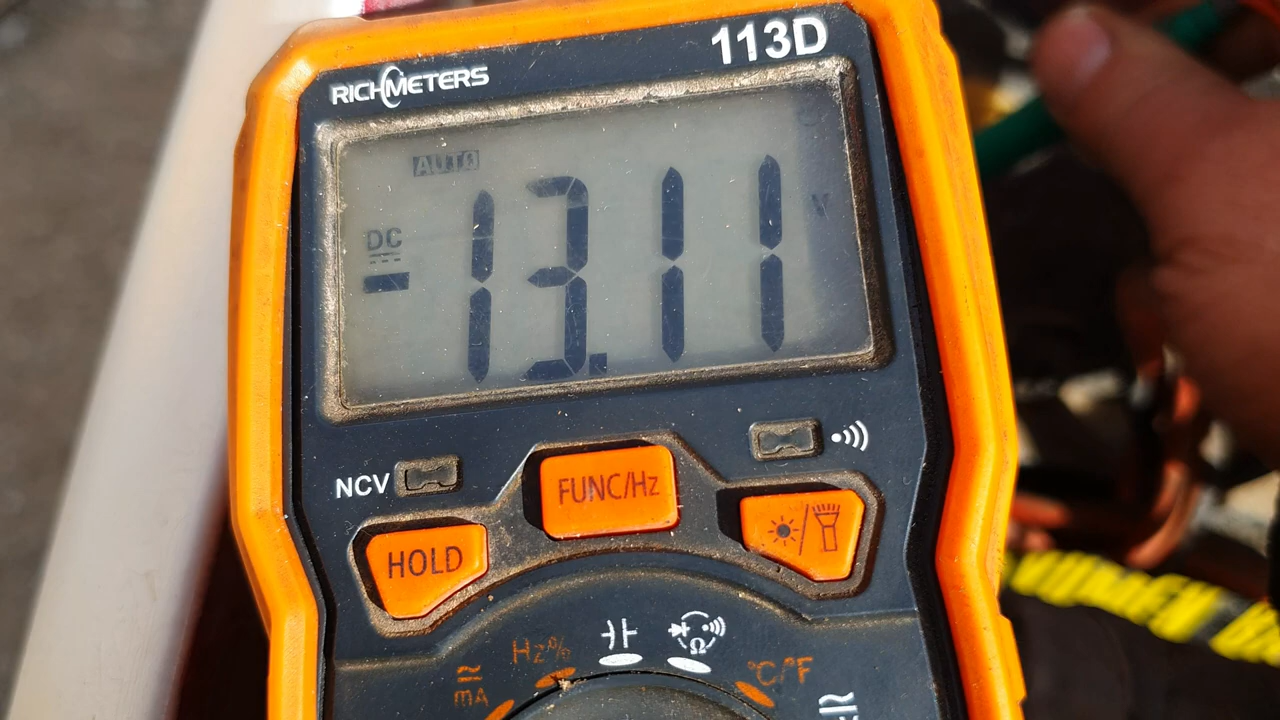 113D
RICHMETERS
AUTO
DC
-13.11
V
NCV
FUNC/Hz
HOLD
Hz%
mA
Ω
°C/°F